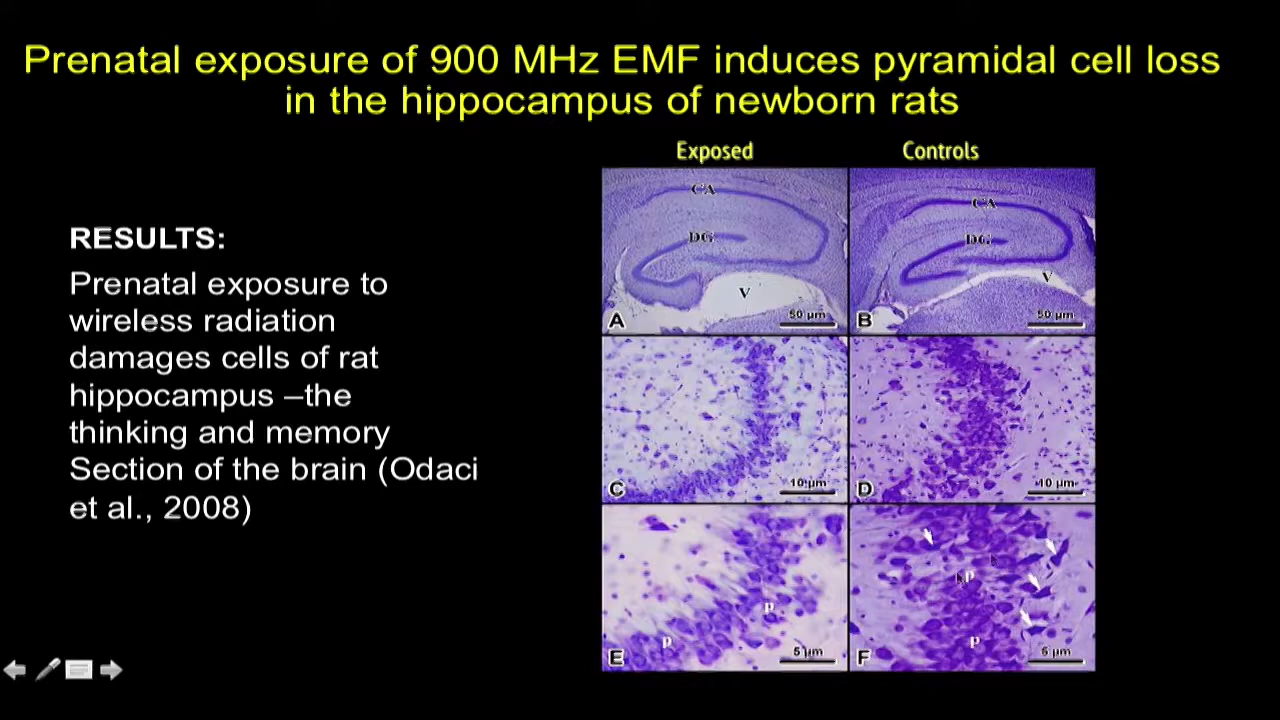 Prenatal exposure of 900 MHz EMF induces pyramidal cell loss
in the hippocampus of newborn rats
Exposed
Controls
RESULTS:
Prenatal exposure to
wireless radiation
damages cells of rat
hippocampus –the
thinking and memory
Section of the brain (Odaci
et al., 2008)
CA
DG
V
50 µm
A
CA
DG
V
50 µm
B
10 µm
C
10 µm
D
p
p
5 µm
E
p
p
5 µm
F